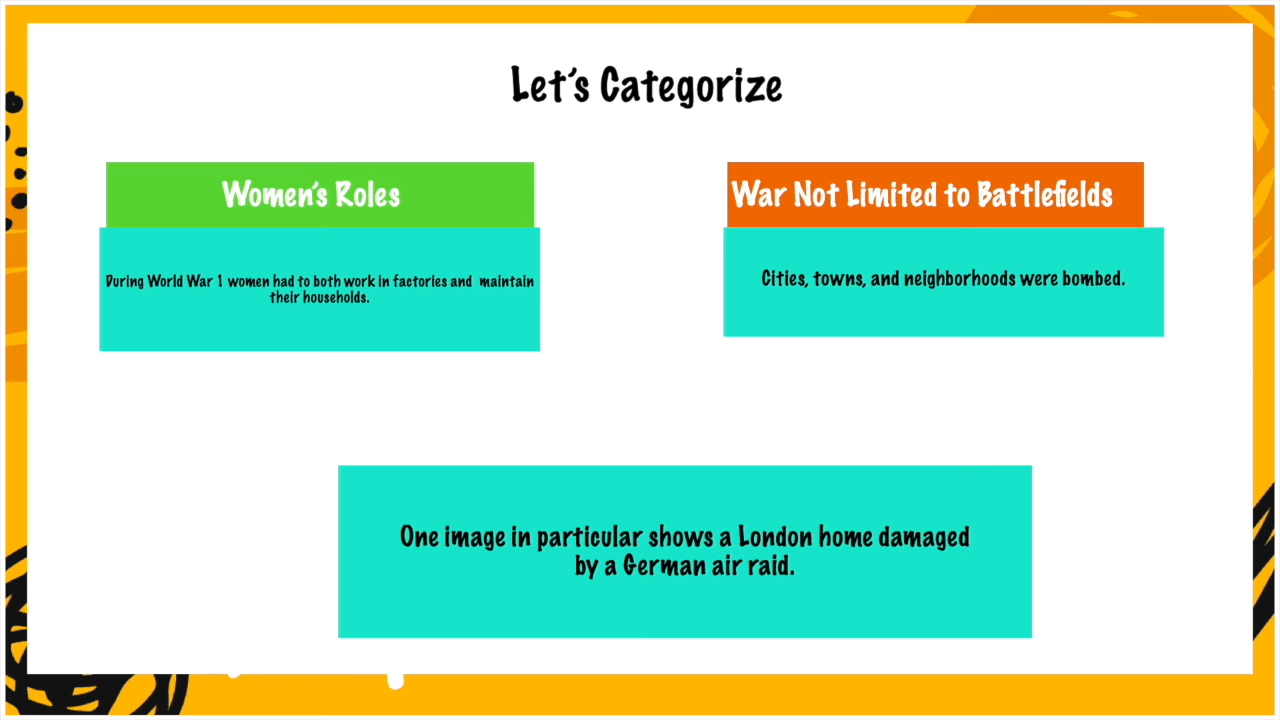 Let's Categorize
Women's Roles
During World War 1 women had to both work in factories and maintain
their households.
War Not Limited to Battlefields
Cities, towns, and neighborhoods were bombed.
One image in particular shows a London home damaged
by a German air raid.